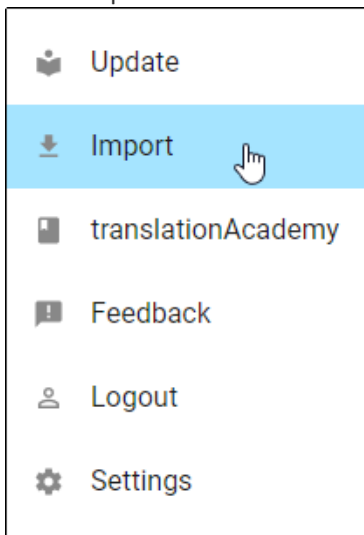 Update
Import
translationAcademy
Feedback
Logout
Settings